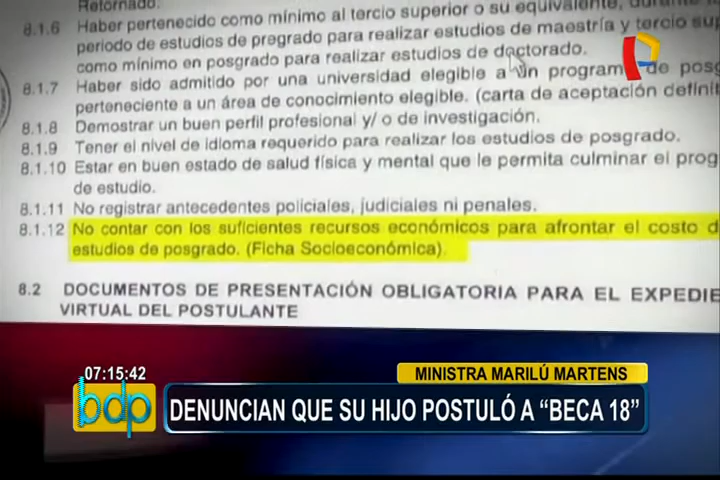 Retornado.
8.1.6 Haber pertenecido como mínimo al tercio superior o su equivalente, durante
periodo de estudios de pregrado para realizar estudios de maestría y tercio sup
como mínimo en posgrado para realizar estudios de doctorado.
8.1.7 Haber sido admitido por una universidad elegible a un program de posg
perteneciente a un área de conocimiento elegible. (carta de aceptación definit
8.1.8 Demostrar un buen perfil profesional y/ o de investigación.
8.1.9 Tener el nivel de idioma requerido para realizar los estudios de posgrado.
8.1.10 Estar en buen estado de salud física y mental que le permita culminar el prog
de estudio.
8.1.11 No registrar antecedentes policiales, judiciales ni penales.
8.1.12 No contar con los suficientes recursos económicos para afrontar el costo d
estudios de posgrado. (Ficha Socioeconómica).
8.2 DOCUMENTOS DE PRESENTACIÓN OBLIGATORIA PARA EL EXPEDIE
VIRTUAL DEL POSTULANTE
07:15:42
bdp
MINISTRA MARILÚ MARTENS
DENUNCIAN QUE SU HIJO POSTULÓ A “BECA 18”